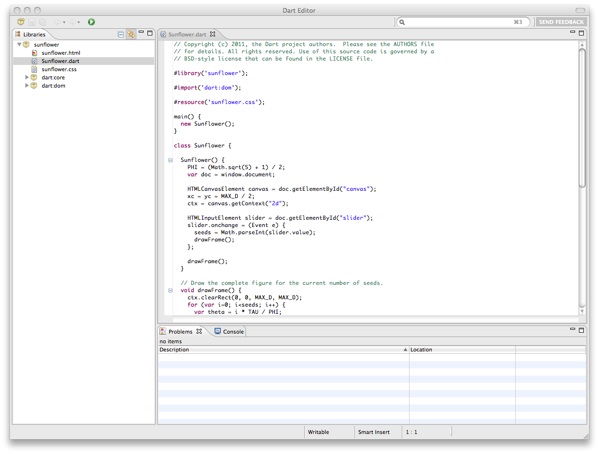 Dart Editor
⌘3
SEND FEEDBACK
Libraries
sunflower
sunflower.html
Sunflower.dart
sunflower.css
dart:core
dart:dom
Sunflower.dart
// Copyright (c) 2011, the Dart project authors.  Please see the AUTHORS file
// for details. All rights reserved. Use of this source code is governed by a
// BSD-style license that can be found in the LICENSE file.
#library('sunflower');
#import('dart:dom');
#resource('sunflower.css');
main() {
  new Sunflower();
}
class Sunflower {
  Sunflower() {
    PHI = (Math.sqrt(5) + 1) / 2;
    var doc = window.document;
    HTMLCanvasElement canvas = doc.getElementById("canvas");
    xc = yc = MAX_D / 2;
    ctx = canvas.getContext("2d");
    HTMLInputElement slider = doc.getElementById("slider");
    slider.onchange = (Event e) {
      seeds = Math.parseInt(slider.value);
      drawFrame();
    };
    drawFrame();
  }
  // Draw the complete figure for the current number of seeds.
  void drawFrame() {
    ctx.clearRect(0, 0, MAX_D, MAX_D);
    for (var i=0; i<seeds; i++) {
      var theta = i * TAU / PHI;
Problems
Console
no items
Description
Location
Writable
Smart Insert
1 : 1